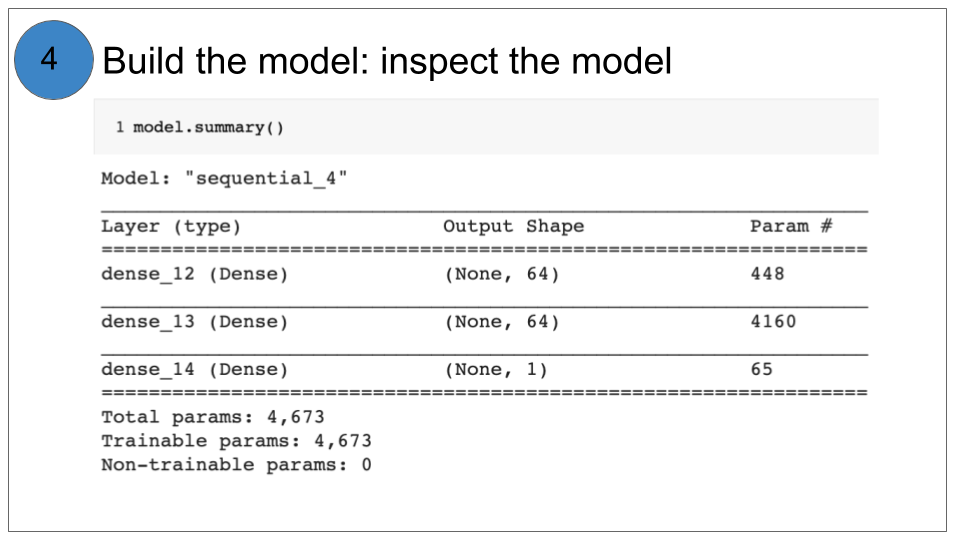 4
Build the model: inspect the model
1 model.summary()
Model: "sequential_4"
Layer (type) Output Shape Param #
=================================================================
dense_12 (Dense) (None, 64) 448
dense_13 (Dense) (None, 64) 4160
dense_14 (Dense) (None, 1) 65
=================================================================
Total params: 4,673
Trainable params: 4,673
Non-trainable params: 0